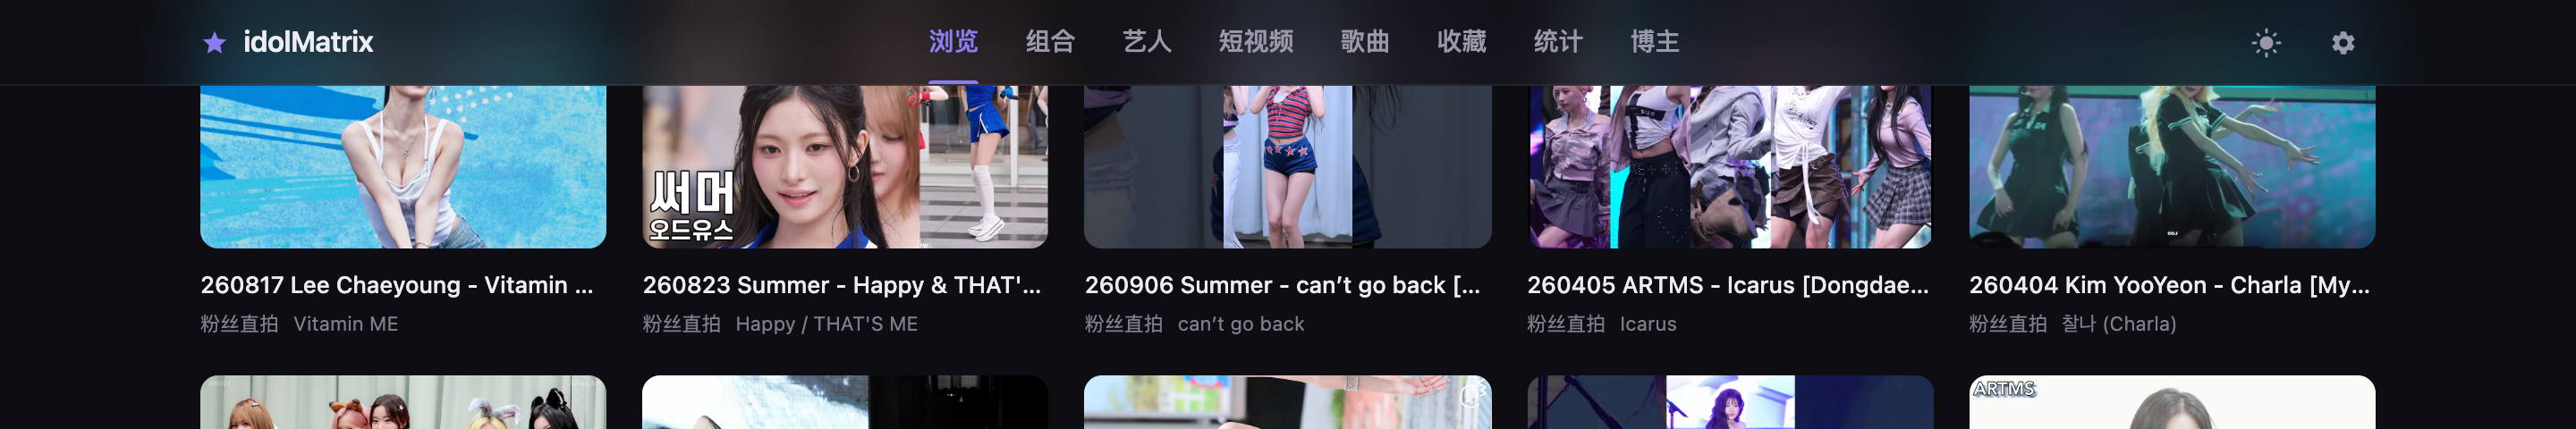 idolMatrix
浏览 组合 艺人 短视频 歌曲 收藏 统计 博主
써머
오드유스
260817 Lee Chaeyoung - Vitamin ...
260823 Summer - Happy & THAT'...
260906 Summer - can’t go back [...
260405 ARTMS - Icarus [Dongdae...
260404 Kim YooYeon - Charla [My...
粉丝直拍 Vitamin ME
粉丝直拍 Happy / THAT'S ME
粉丝直拍 can’t go back
粉丝直拍 Icarus
粉丝直拍 찰나 (Charla)
ARTMS